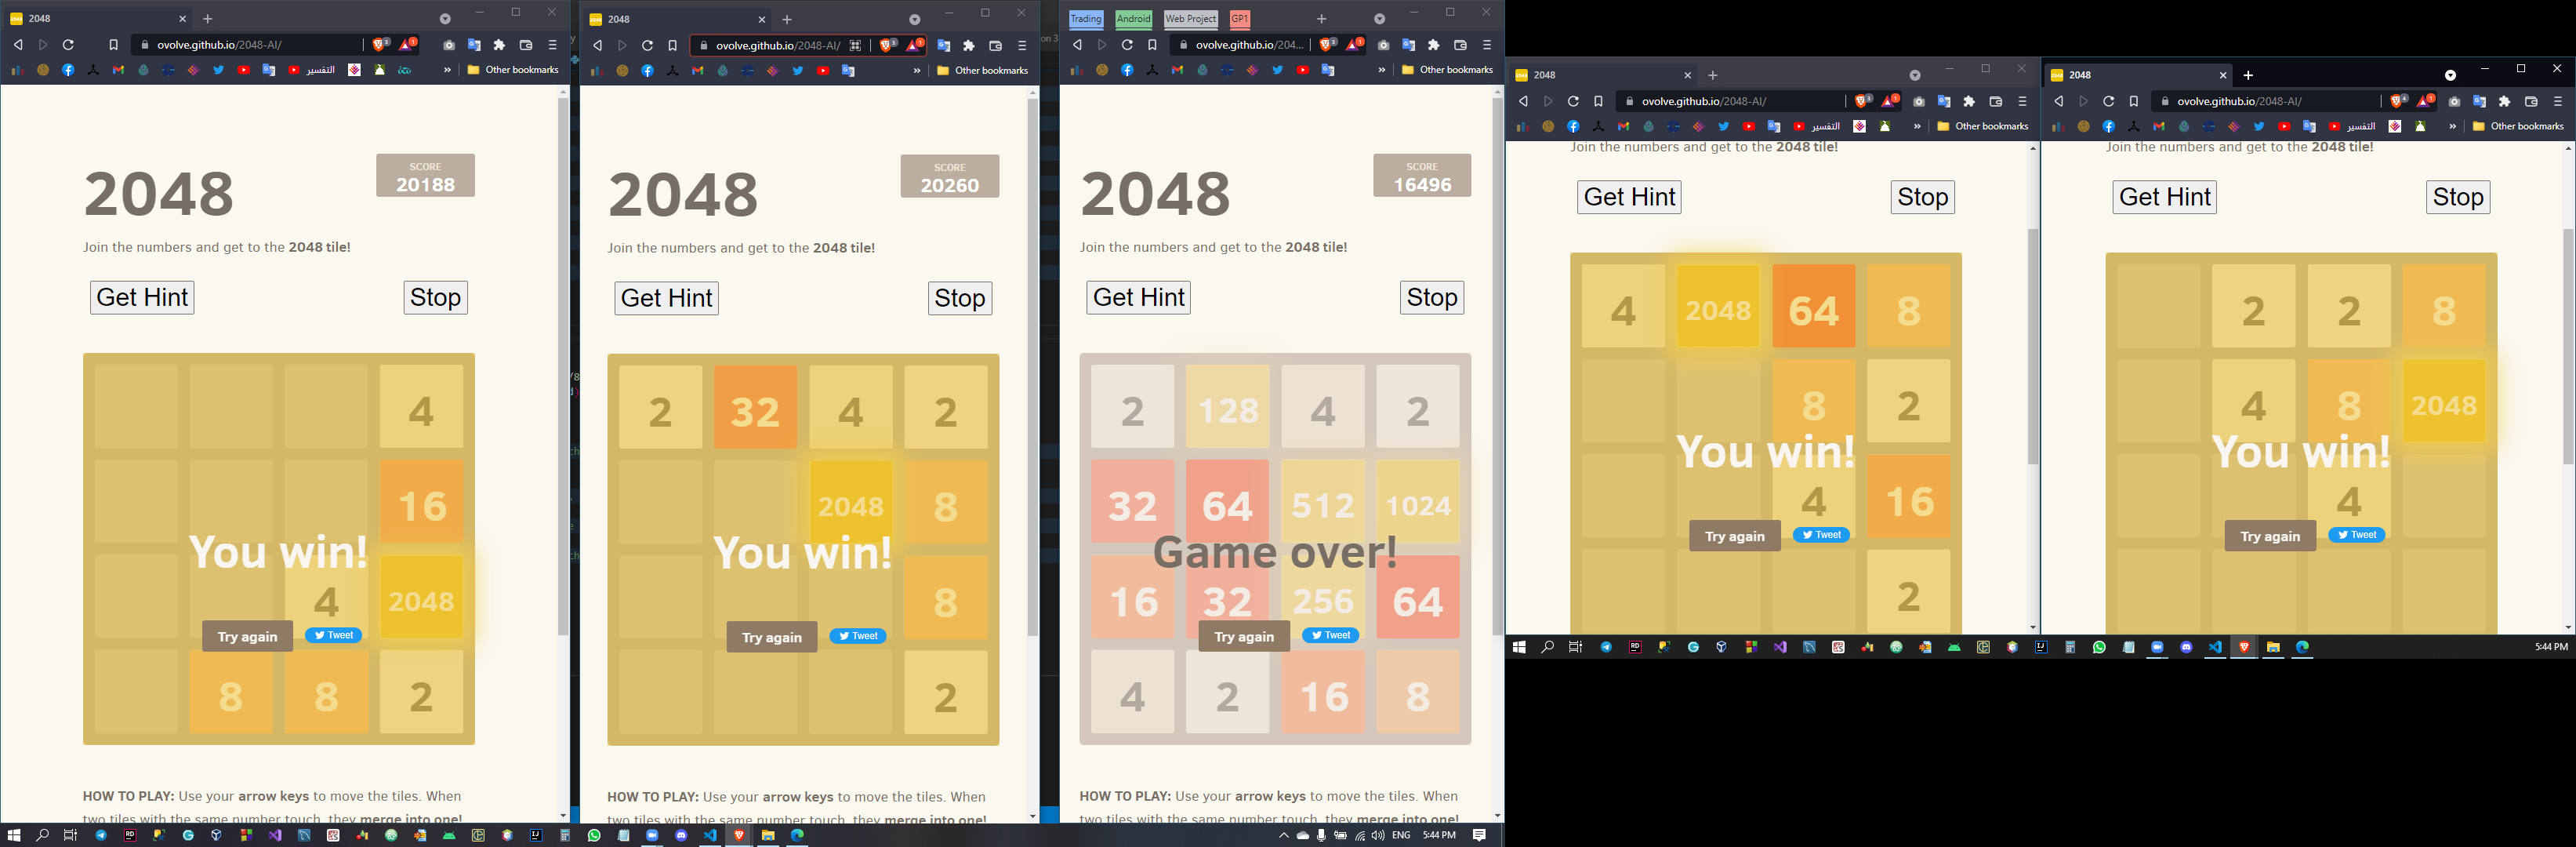 2048
ovolve.github.io/2048-AI/
التفسير
Other bookmarks
2048
SCORE
20188
Join the numbers and get to the 2048 tile!
Get Hint
Stop
4
16
4
2048
8
8
2
You win!
Try again
Tweet
HOW TO PLAY: Use your arrow keys to move the tiles. When
two tiles with the same number touch, they merge into one!
2048
ovolve.github.io/2048-AI/
Other bookmarks
2048
SCORE
20260
Join the numbers and get to the 2048 tile!
Get Hint
Stop
2 32 4 2
2048 8
8
2
You win!
Try again
Tweet
HOW TO PLAY: Use your arrow keys to move the tiles. When
two tiles with the same number touch, they merge into one!
Trading Android Web Project GP1
ovolve.github.io/204...
Other bookmarks
2048
SCORE
16496
Join the numbers and get to the 2048 tile!
Get Hint
Stop
2 128 4 2
32 64 512 1024
16 32 256 64
4 2 16 8
Game over!
Try again
Tweet
HOW TO PLAY: Use your arrow keys to move the tiles. When
two tiles with the same number touch, they merge into one!
ENG
5:44 PM
2048
ovolve.github.io/2048-AI/
التفسير
Other bookmarks
Join the numbers and get to the 2048 tile!
Get Hint
Stop
4 2048 64 8
8 2
4 16
2
You win!
Try again
Tweet
2048
ovolve.github.io/2048-AI/
التفسير
Other bookmarks
Join the numbers and get to the 2048 tile!
Get Hint
Stop
2 2 8
4 8 2048
4
You win!
Try again
Tweet
5:44 PM